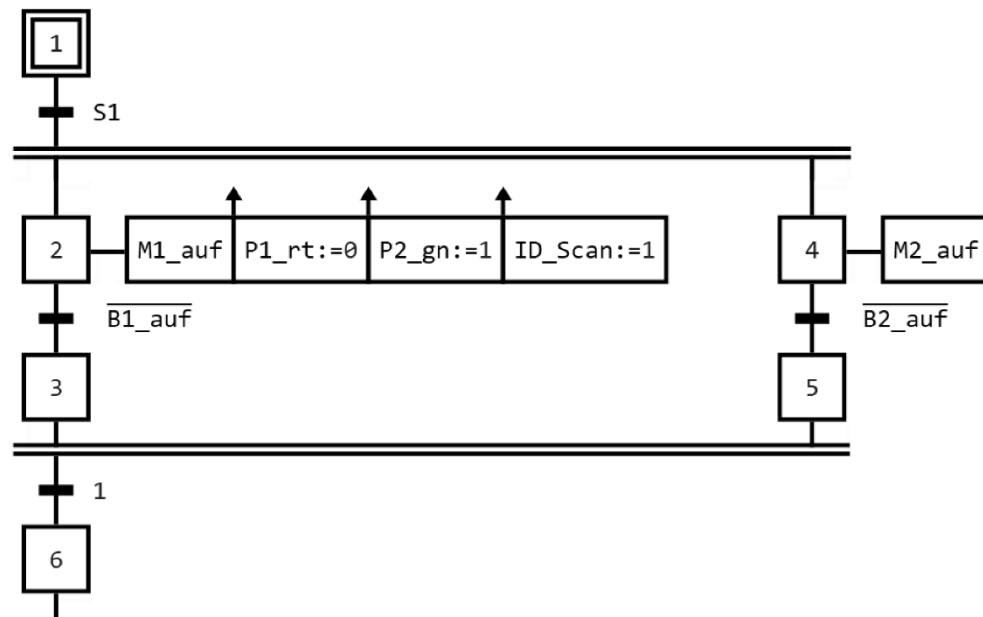 1
S1
2 M1_auf P1_rt:=0 P2_gn:=1 ID_Scan:=1 4 M2_auf
B1_auf B2_auf
3 5
1
6